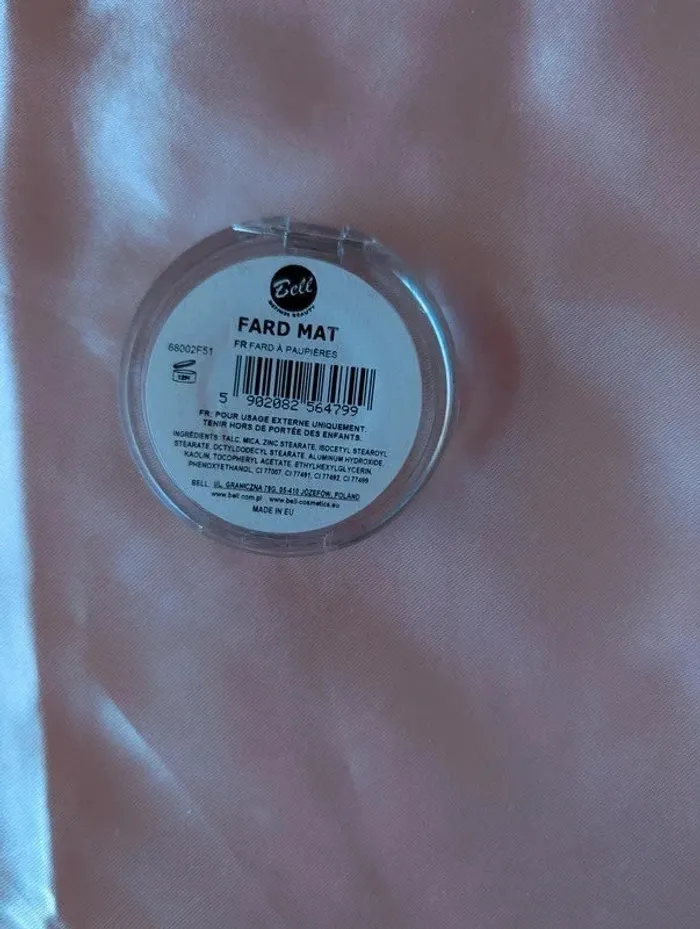 Bell
FARD MAT
68002F51
FR FARD À PAUPIÈRES
12M
5 902082 564799
FR: POUR USAGE EXTERNE UNIQUEMENT.
TENIR HORS DE PORTÉE DES ENFANTS.
INGRÉDIENTS: TALC, MICA, ZINC STEARATE, ISOCETYL STEAROYL
STEARATE, OCTYLDODECYL STEARATE, ALUMINUM HYDROXIDE,
KAOLIN, TOCOPHERYL ACETATE, ETHYLHEXYLGLYCERIN,
PHENOXYETHANOL, CI 77007, CI 77491, CI 77492, CI 77499
BELL, UL. GRANICZNA 79G, 05-410 JÓZEFÓW, POLAND
www.bell.com.pl www.bell-cosmetics.eu
MADE IN EU